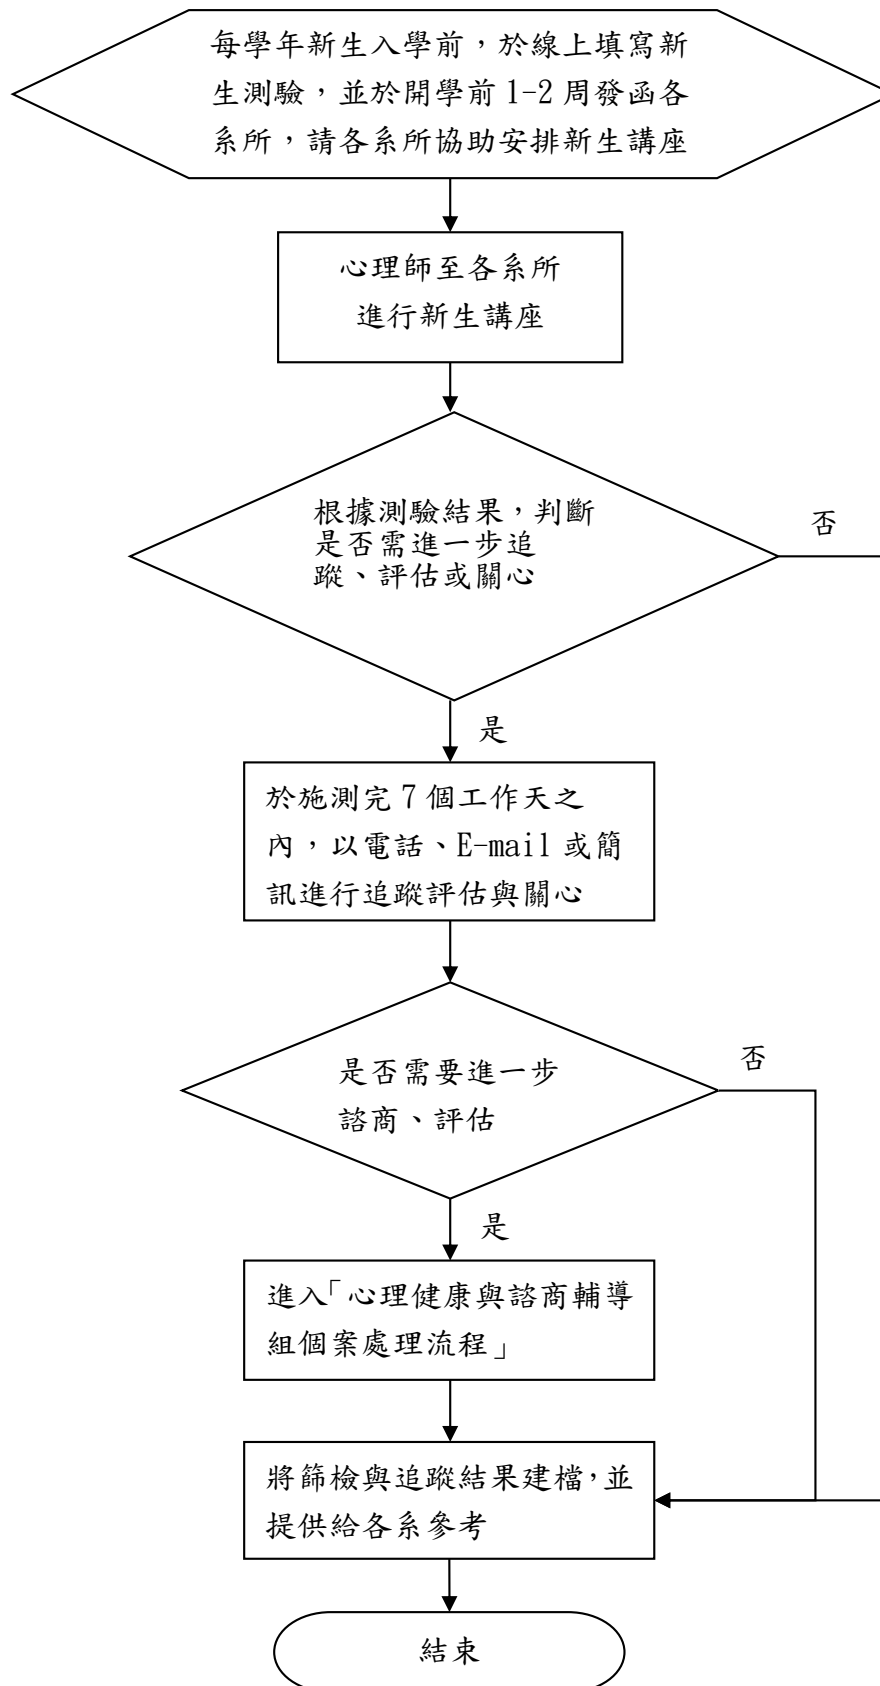 每學年新生入學前，於線上填寫新
生測驗，並於開學前 1-2 周發函各
系所，請各系所協助安排新生講座
心理師至各系所
進行新生講座
根據測驗結果，判斷
是否需進一步追
蹤、評估或關心
否
是
於施測完 7 個工作天之
內，以電話、E-mail 或簡
訊進行追蹤評估與關心
是否需要進一步
諮商、評估
否
是
進入「心理健康與諮商輔導
組個案處理流程」
將篩檢與追蹤結果建檔，並
提供給各系參考
結束